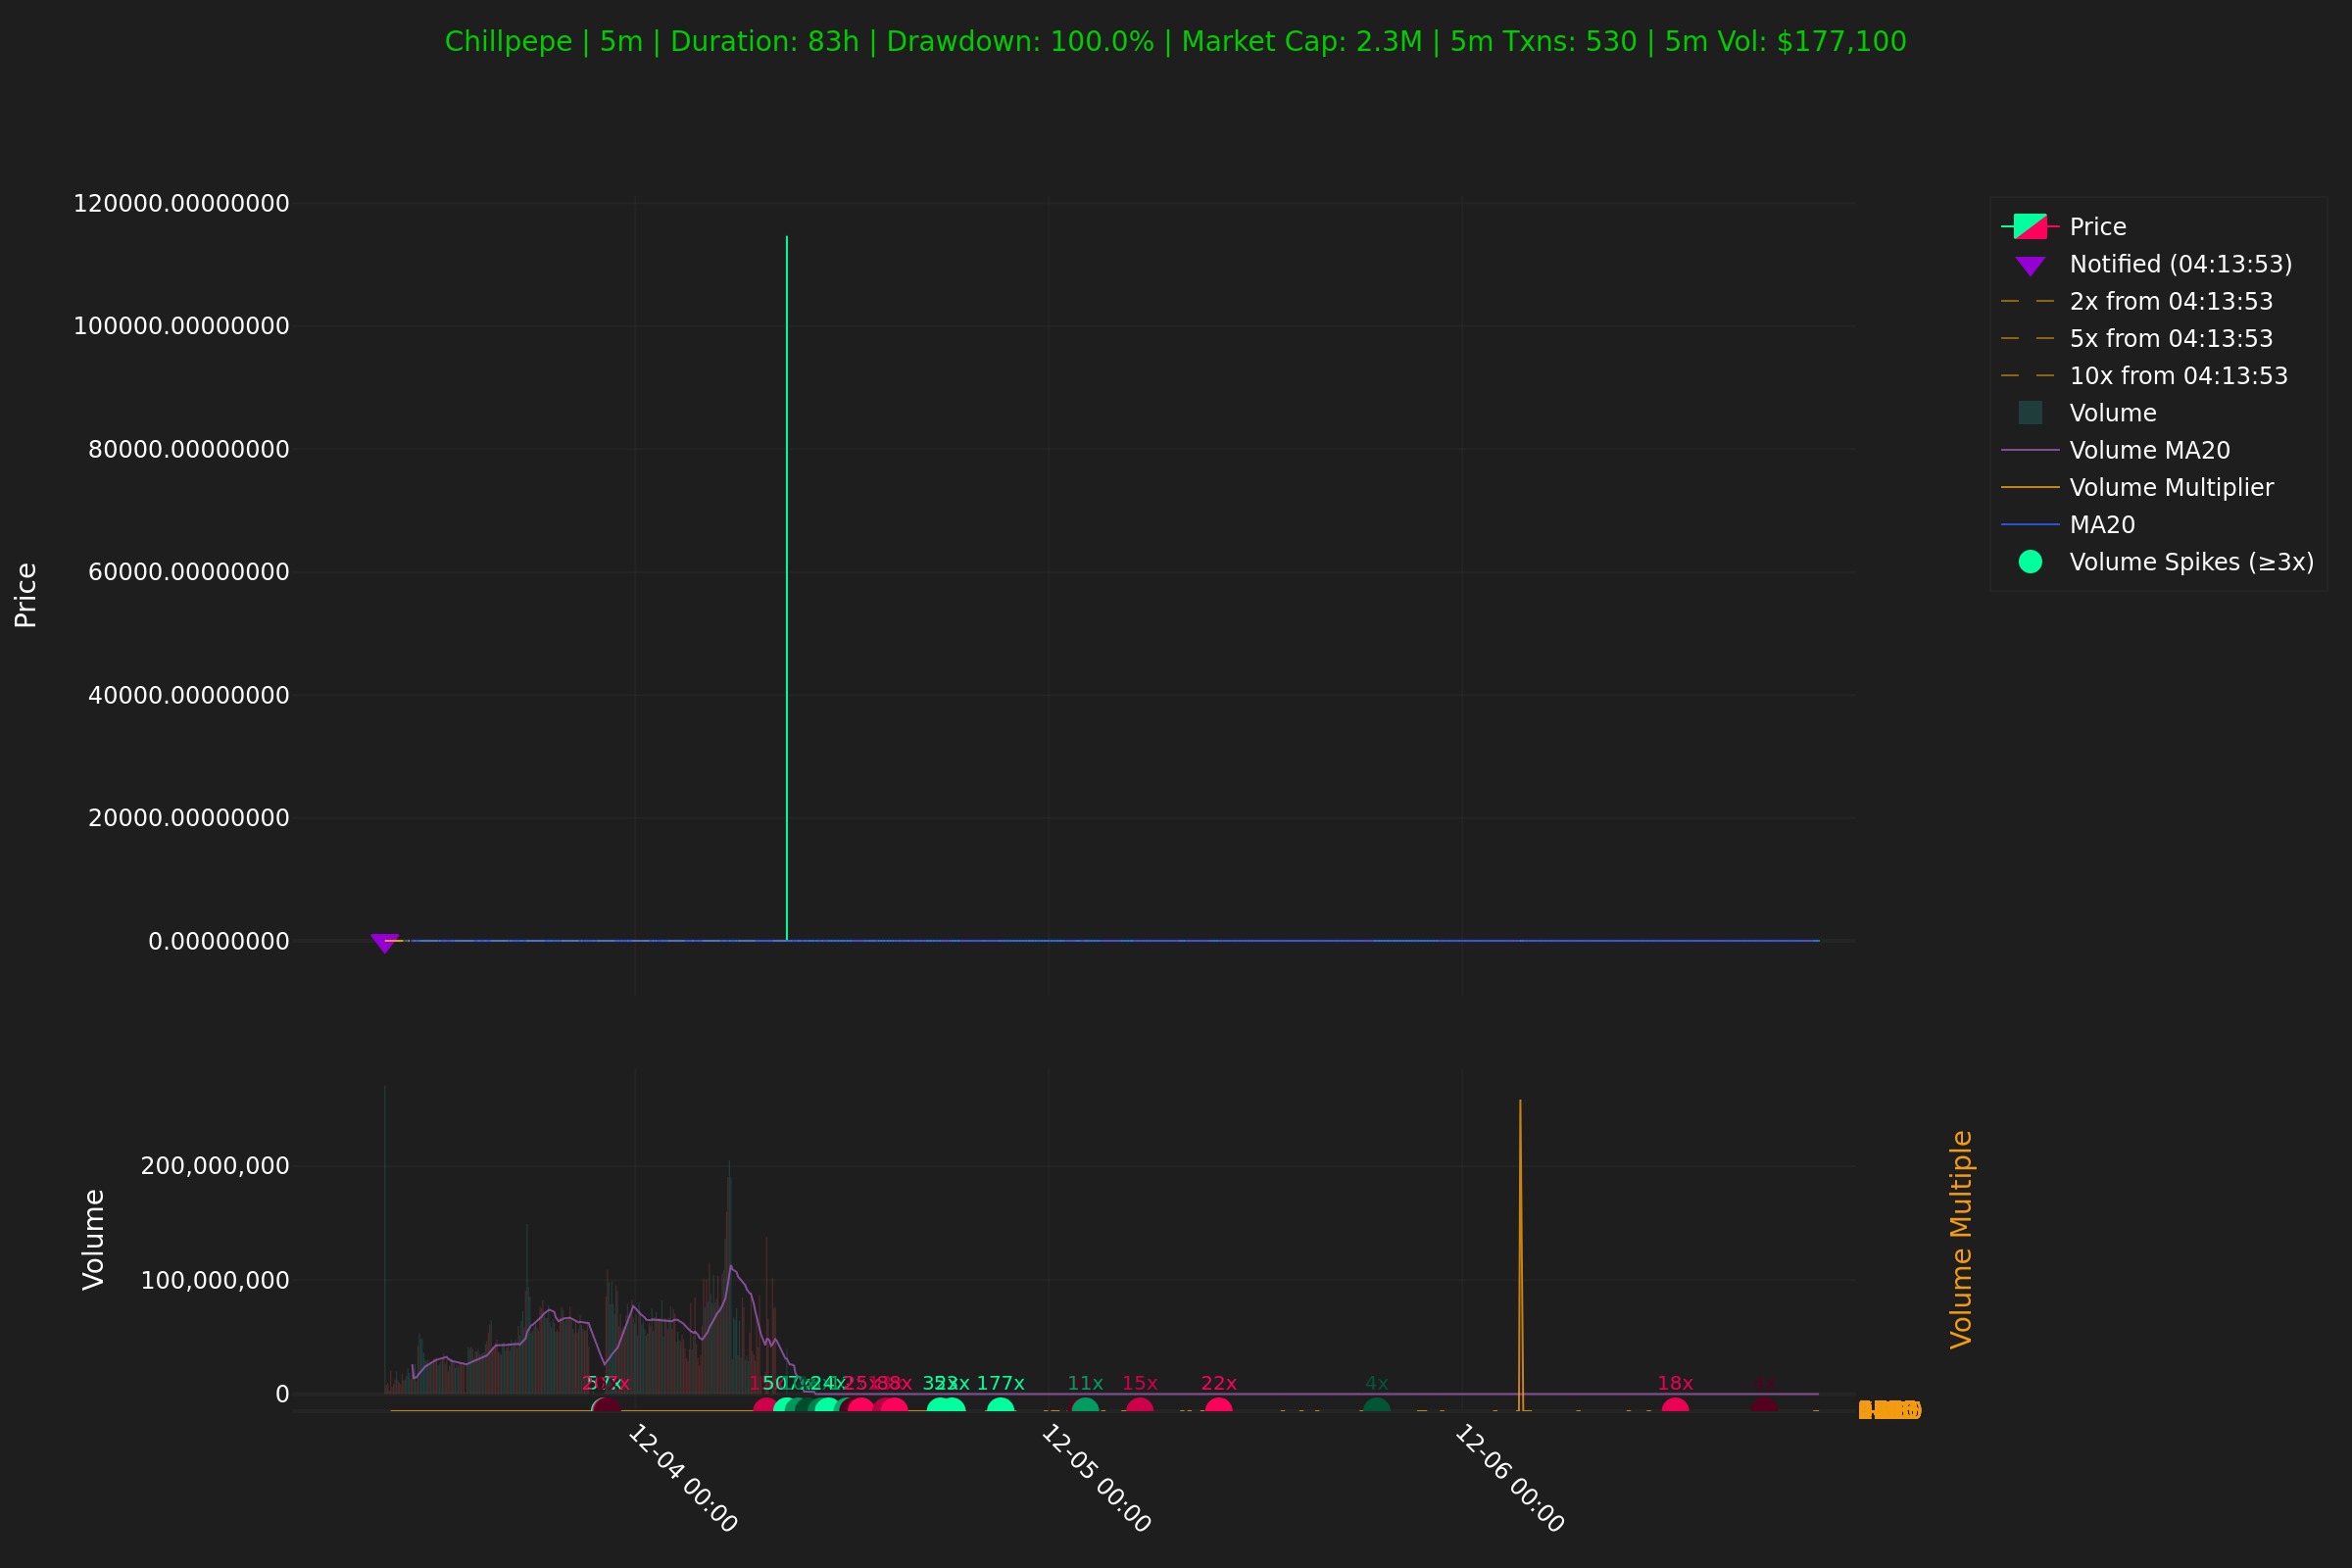 Chillpepe | 5m | Duration: 83h | Drawdown: 100.0% | Market Cap: 2.3M | 5m Txns: 530 | 5m Vol: $177,100
120000.00000000
100000.00000000
80000.00000000
60000.00000000
40000.00000000
20000.00000000
0.00000000
Price
Price
Notified (04:13:53)
2x from 04:13:53
5x from 04:13:53
10x from 04:13:53
Volume
Volume MA20
Volume Multiplier
MA20
Volume Spikes (≥3x)
200,000,000
100,000,000
0
Volume
Volume Multiple
177x
11x
15x
22x
4x
18x
12-04 00:00
12-05 00:00
12-06 00:00